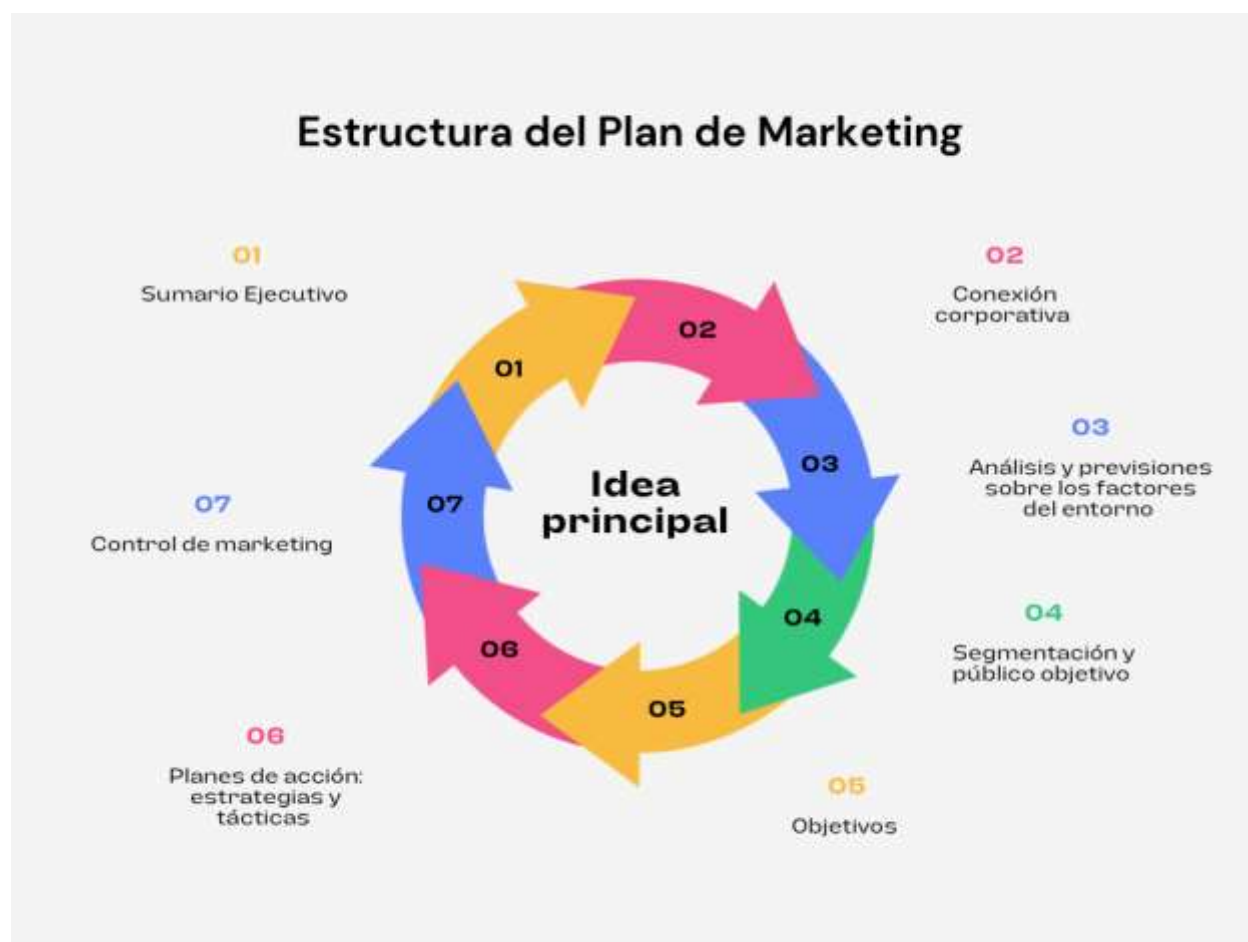 Estructura del Plan de Marketing
01
Sumario Ejecutivo
02
Conexión
corporativa
03
Análisis y previsiones
sobre los factores
del entorno
04
Segmentación y
público objetivo
05
Objetivos
06
Planes de acción:
estrategias y
tácticas
07
Control de marketing
01
02
03
04
05
06
07
Idea
principal